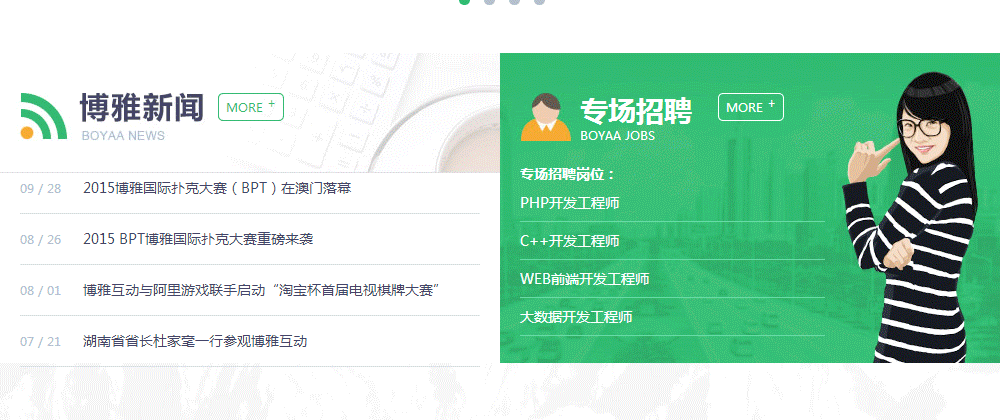 博雅新闻
MORE +
BOYAA NEWS
09 / 28 2015博雅国际扑克大赛（BPT）在澳门落幕
08 / 26 2015 BPT博雅国际扑克大赛重磅来袭
08 / 01 博雅互动与阿里游戏联手启动“淘宝杯首届电视棋牌大赛”
07 / 21 湖南省省长杜家毫一行参观博雅互动
专场招聘
MORE +
BOYAA JOBS
专场招聘岗位：
PHP开发工程师
C++开发工程师
WEB前端开发工程师
大数据开发工程师